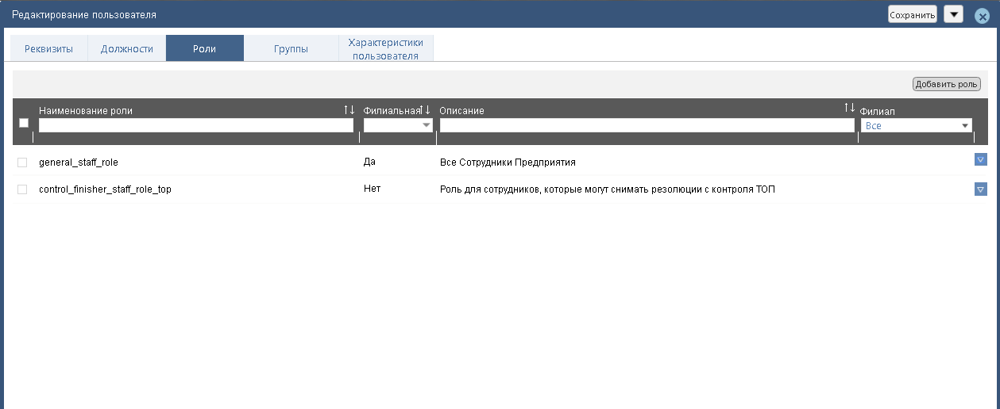 Редактирование пользователя
Сохранить
Реквизиты
Должности
Роли
Группы
Характеристики
пользователя
Добавить роль
Наименование роли
Филиальная
Описание
Филиал
Все
general_staff_role Да Все Сотрудники Предприятия
control_finisher_staff_role_top Нет Роль для сотрудников, которые могут снимать резолюции с контроля ТОП